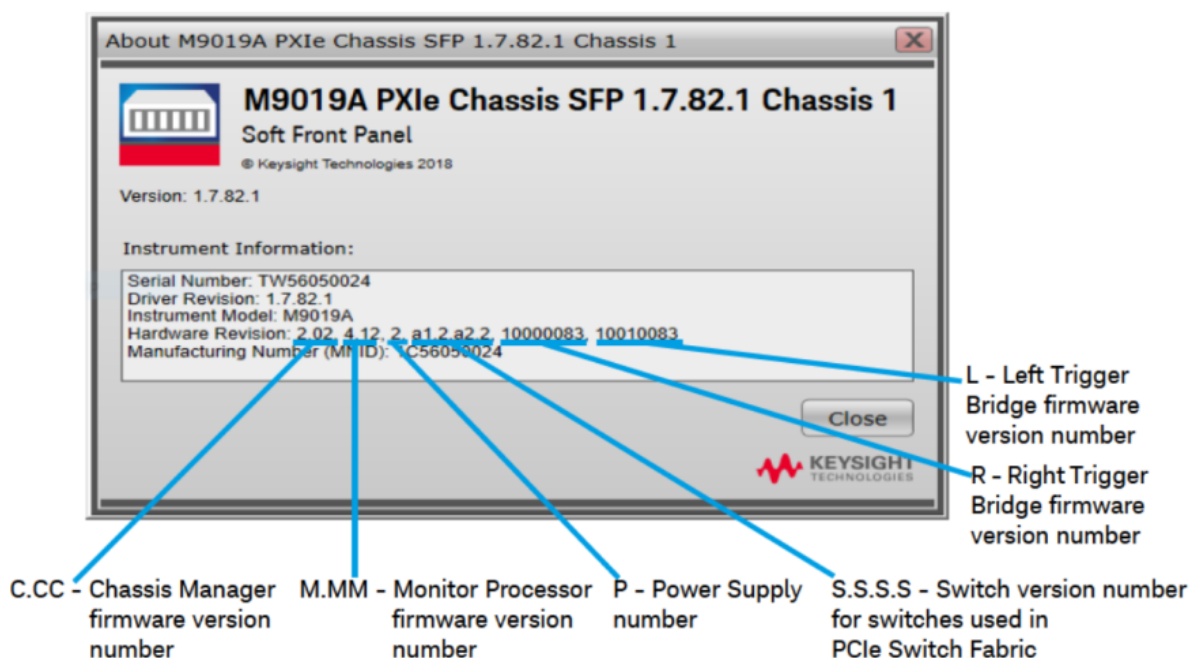 About M9019A PXIe Chassis SFP 1.7.82.1 Chassis 1
M9019A PXIe Chassis SFP 1.7.82.1 Chassis 1
Soft Front Panel
© Keysight Technologies 2018
Version: 1.7.82.1
Instrument Information:
Serial Number: TW56050024
Driver Revision: 1.7.82.1
Instrument Model: M9019A
Hardware Revision: 2.02, 4.12, 2, a1.2.a2.2, 10000083, 10010083
Manufacturing Number (MNID): TC56050024
Close
KEYSIGHT
TECHNOLOGIES
L - Left Trigger
Bridge firmware
version number
R - Right Trigger
Bridge firmware
version number
C.CC - Chassis Manager
firmware version
number
M.MM - Monitor Processor
firmware version
number
P - Power Supply
number
S.S.S.S - Switch version number
for switches used in
PCIe Switch Fabric